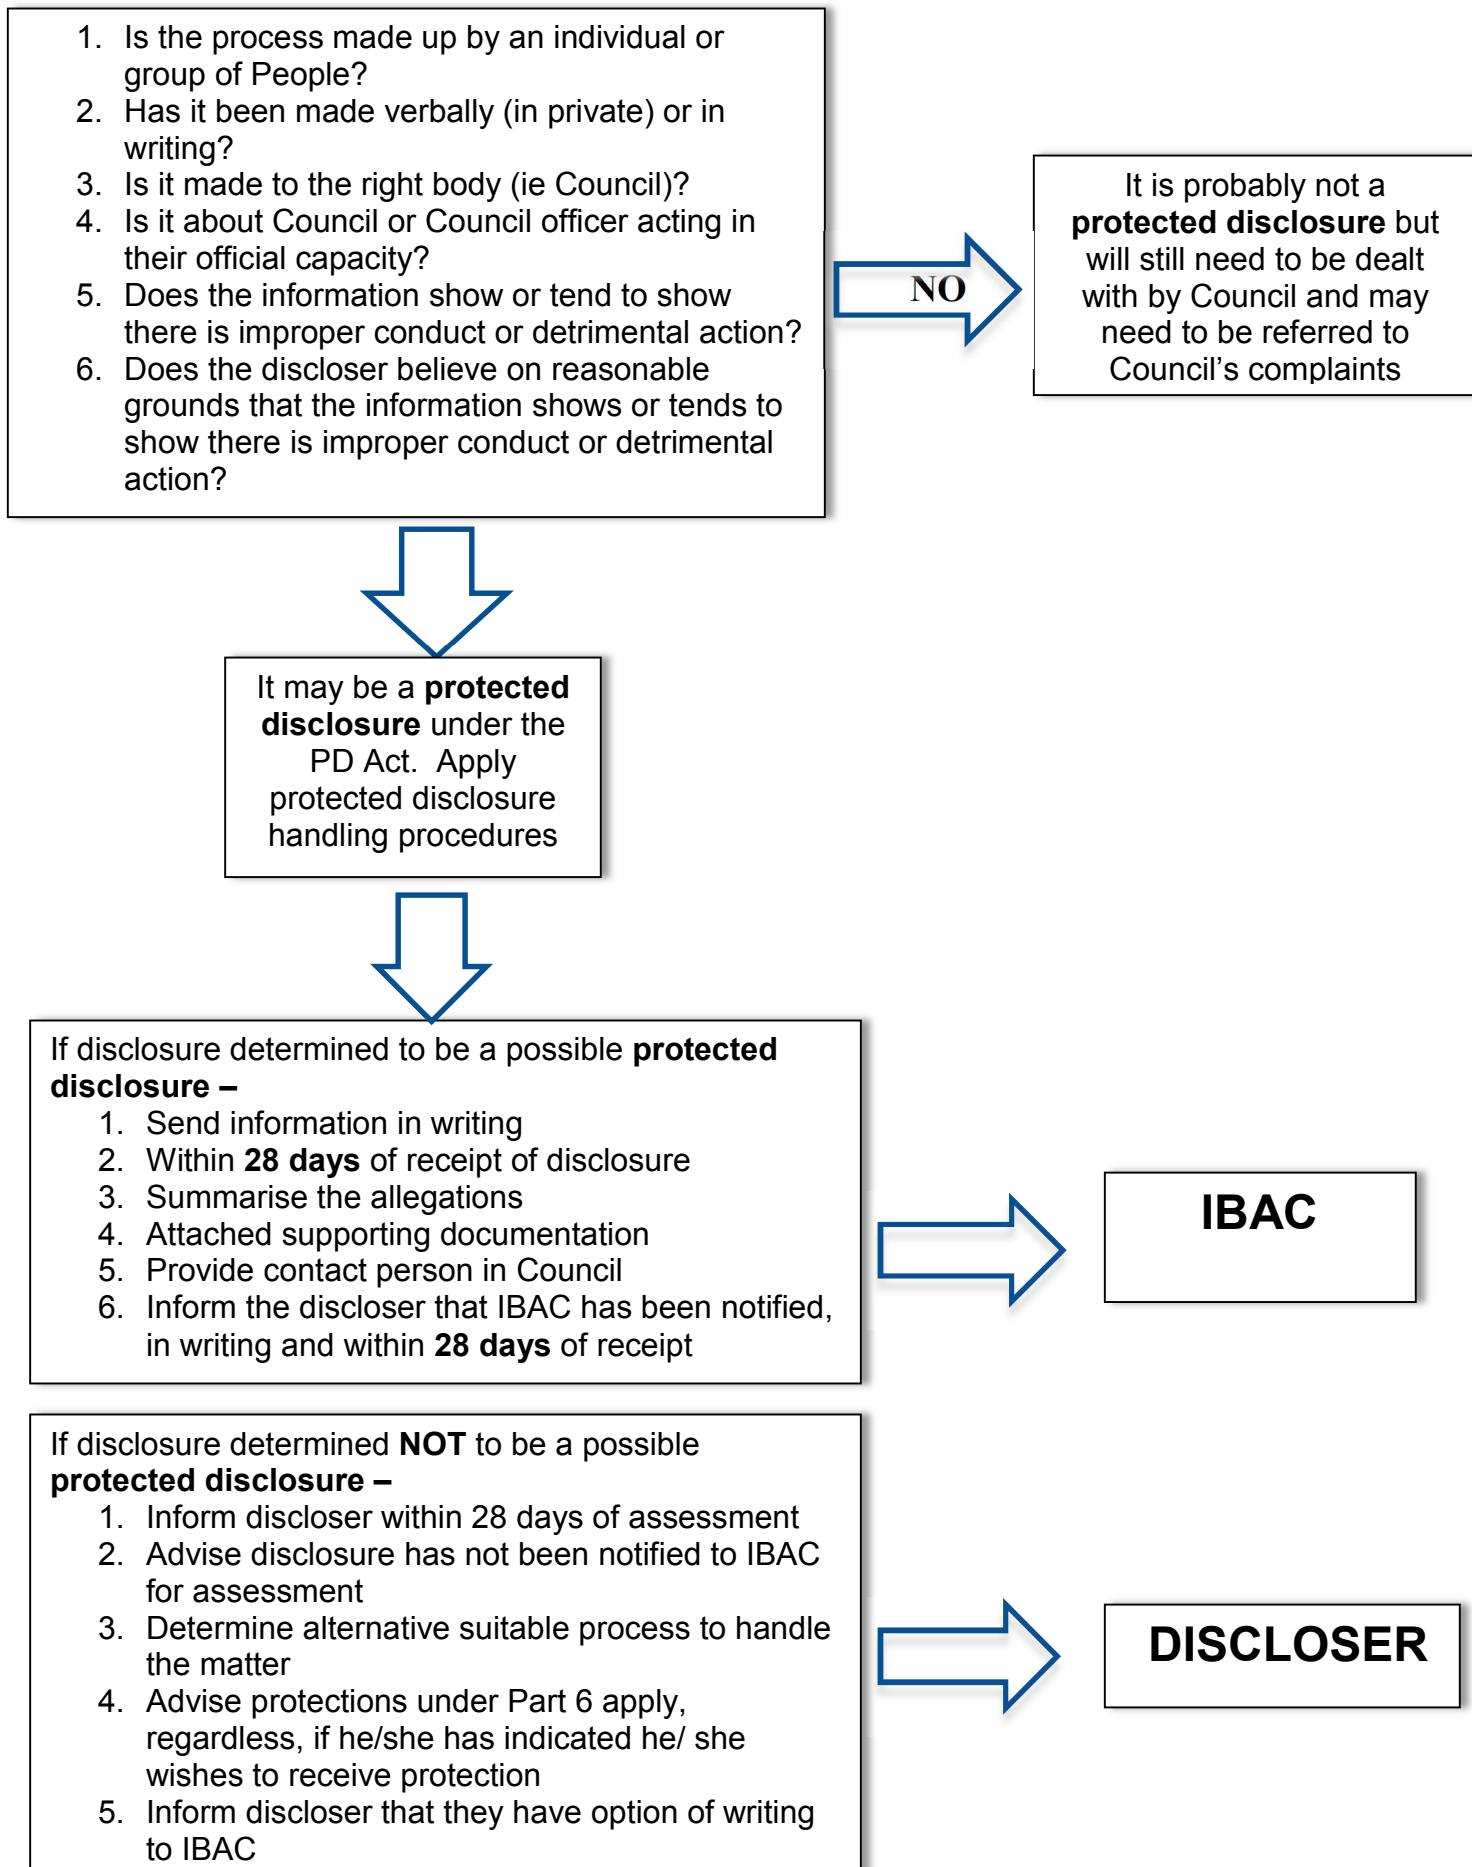 1. Is the process made up by an individual or
group of People?
2. Has it been made verbally (in private) or in
writing?
3. Is it made to the right body (ie Council)?
4. Is it about Council or Council officer acting in
their official capacity?
5. Does the information show or tend to show
there is improper conduct or detrimental action?
6. Does the discloser believe on reasonable
grounds that the information shows or tends to
show there is improper conduct or detrimental
action?
NO
It is probably not a
protected disclosure but
will still need to be dealt
with by Council and may
need to be referred to
Council's complaints
It may be a protected
disclosure under the
PD Act. Apply
protected disclosure
handling procedures
If disclosure determined to be a possible protected
disclosure –
1. Send information in writing
2. Within 28 days of receipt of disclosure
3. Summarise the allegations
4. Attached supporting documentation
5. Provide contact person in Council
6. Inform the discloser that IBAC has been notified,
in writing and within 28 days of receipt
IBAC
If disclosure determined NOT to be a possible
protected disclosure –
1. Inform discloser within 28 days of assessment
2. Advise disclosure has not been notified to IBAC
for assessment
3. Determine alternative suitable process to handle
the matter
4. Advise protections under Part 6 apply,
regardless, if he/she has indicated he/ she
wishes to receive protection
5. Inform discloser that they have option of writing
to IBAC
DISCLOSER